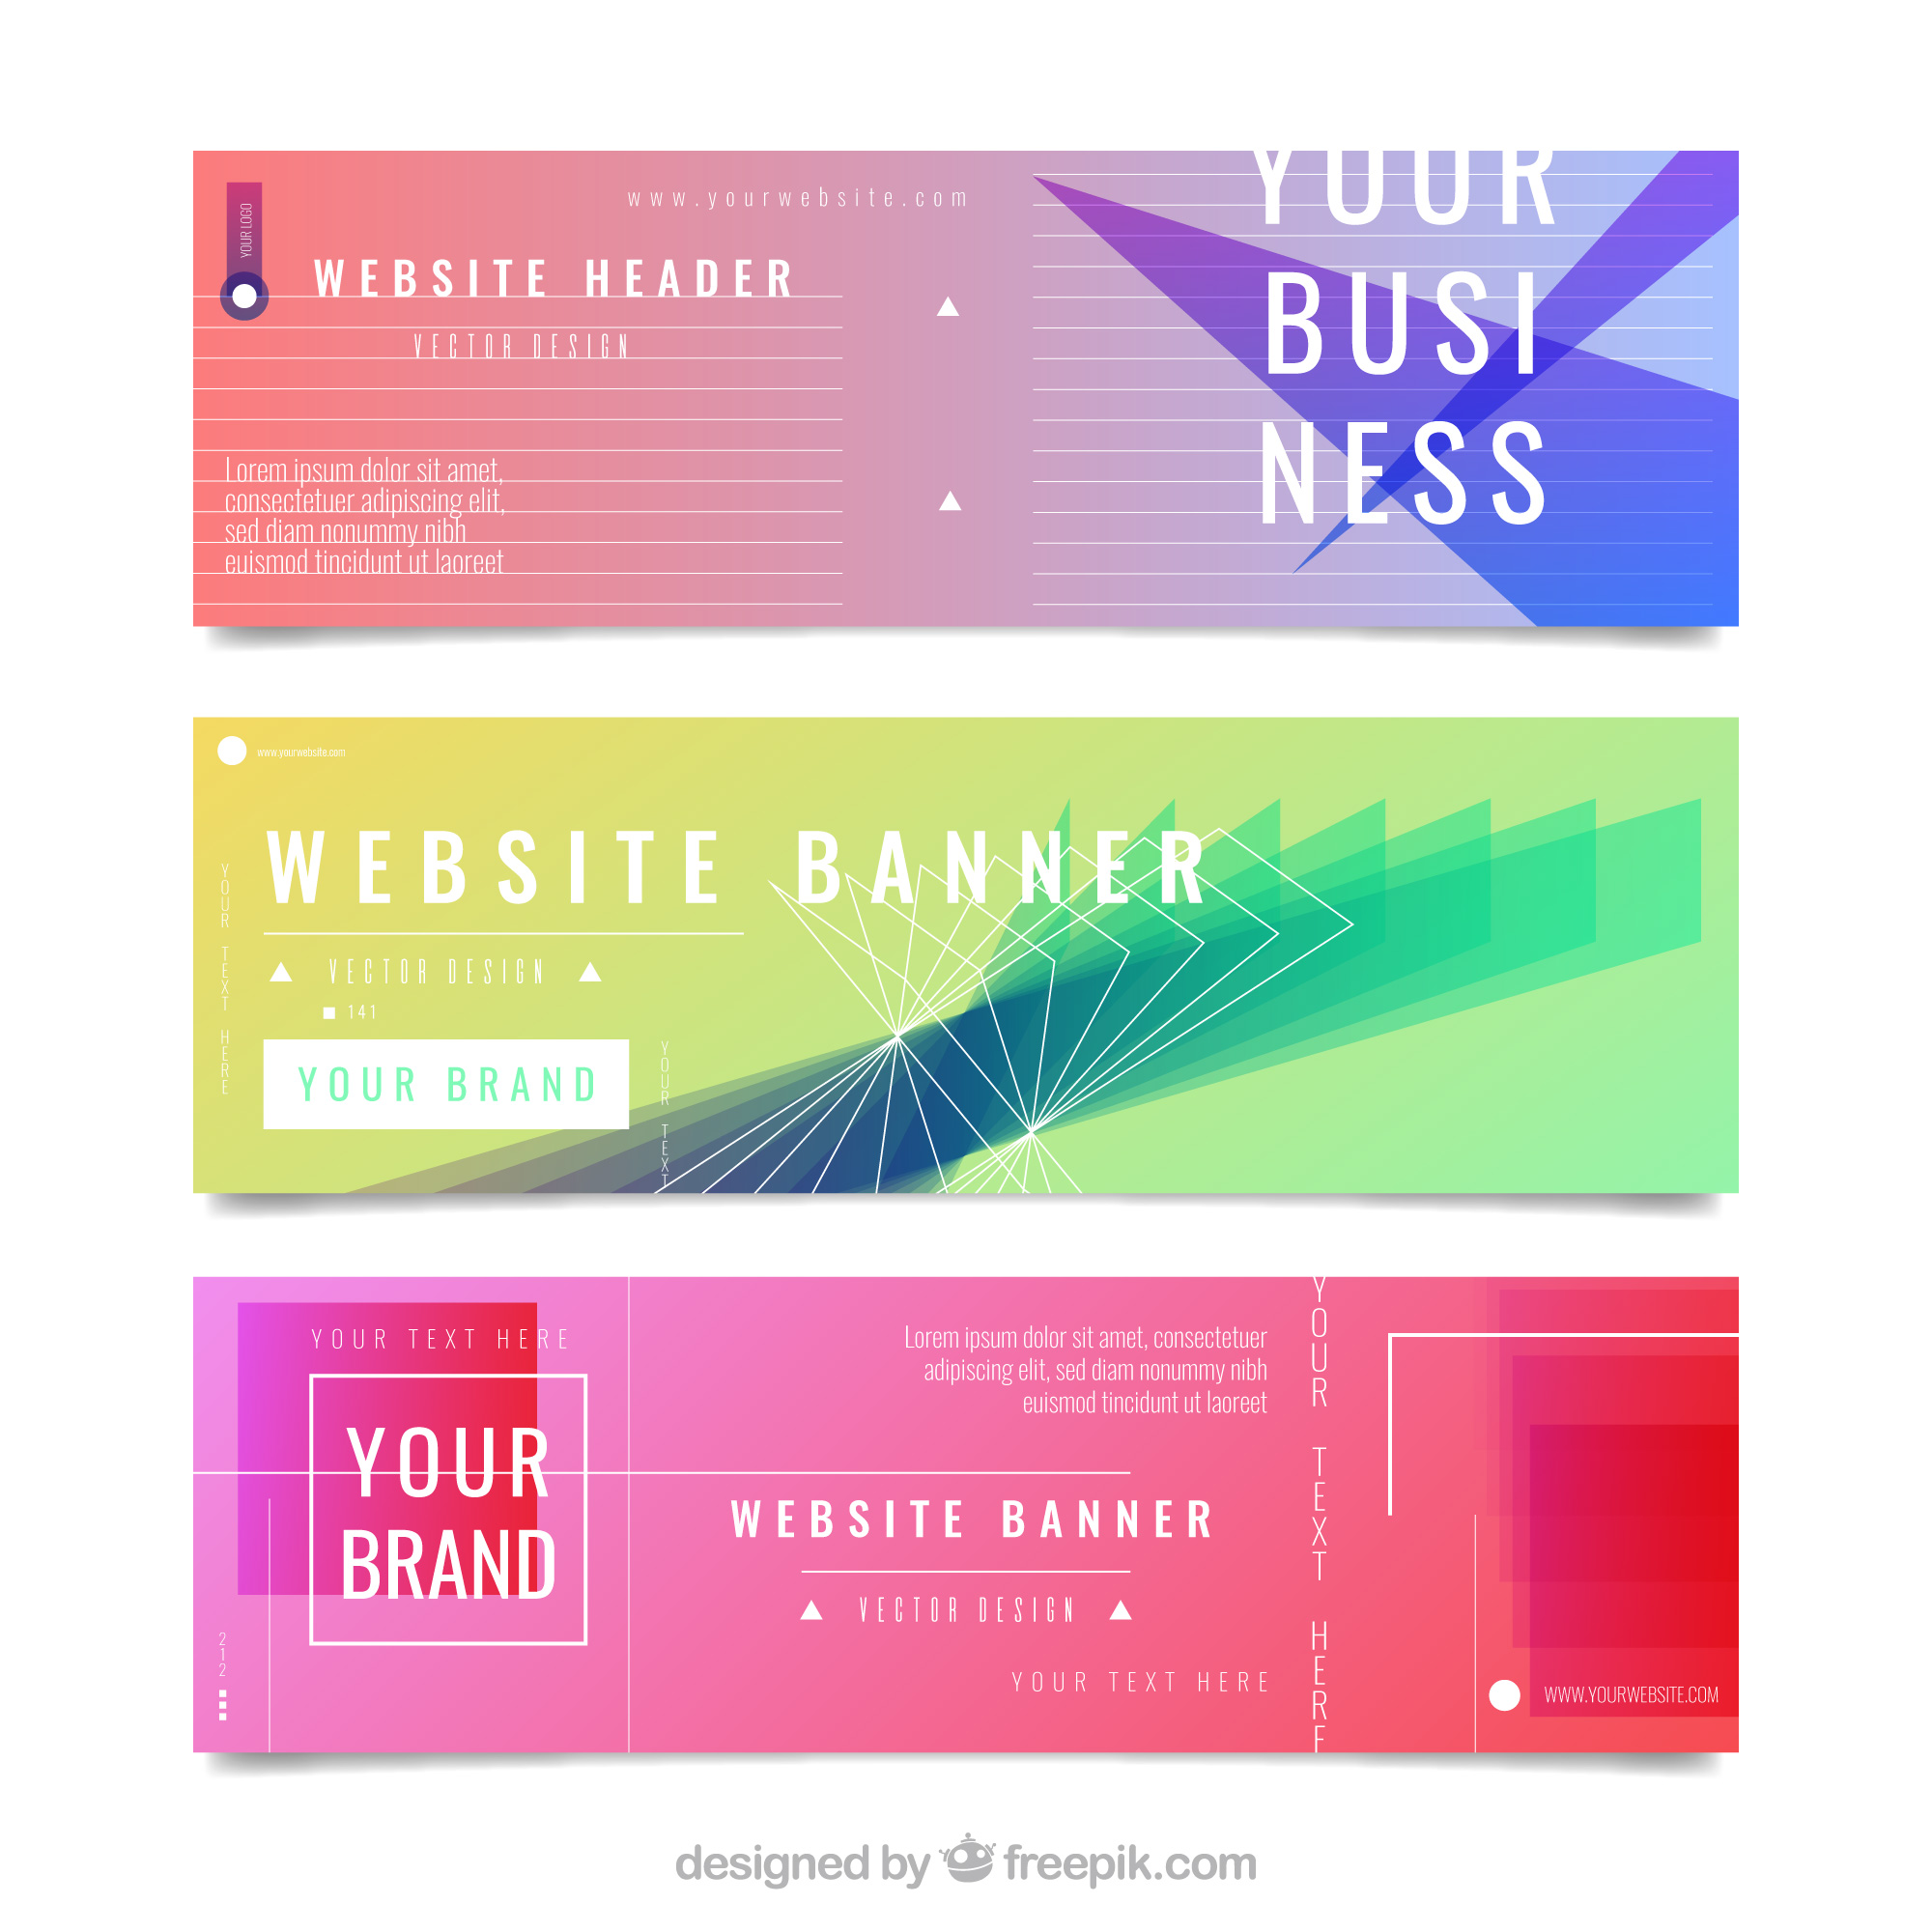 YOUR LOGO
www.yourwebsite.com
WEBSITE HEADER
VECTOR DESIGN
Lorem ipsum dolor sit amet,
consectetuer adipiscing elit,
sed diam nonummy nibh
euismod tincidunt ut laoreet
YOUR
BUSI
NESS
www.yourwebsite.com
YOUR TEXT HERE
WEBSITE BANNER
VECTOR DESIGN
141
YOUR BRAND
YOUR TEXT
YOUR TEXT HERE
YOUR
BRAND
212
Lorem ipsum dolor sit amet, consectetuer
adipiscing elit, sed diam nonummy nibh
euismod tincidunt ut laoreet
WEBSITE BANNER
VECTOR DESIGN
YOUR TEXT HERE
YOUR TEXT HERE
WWW.YOURWEBSITE.COM
designed by freepik.com